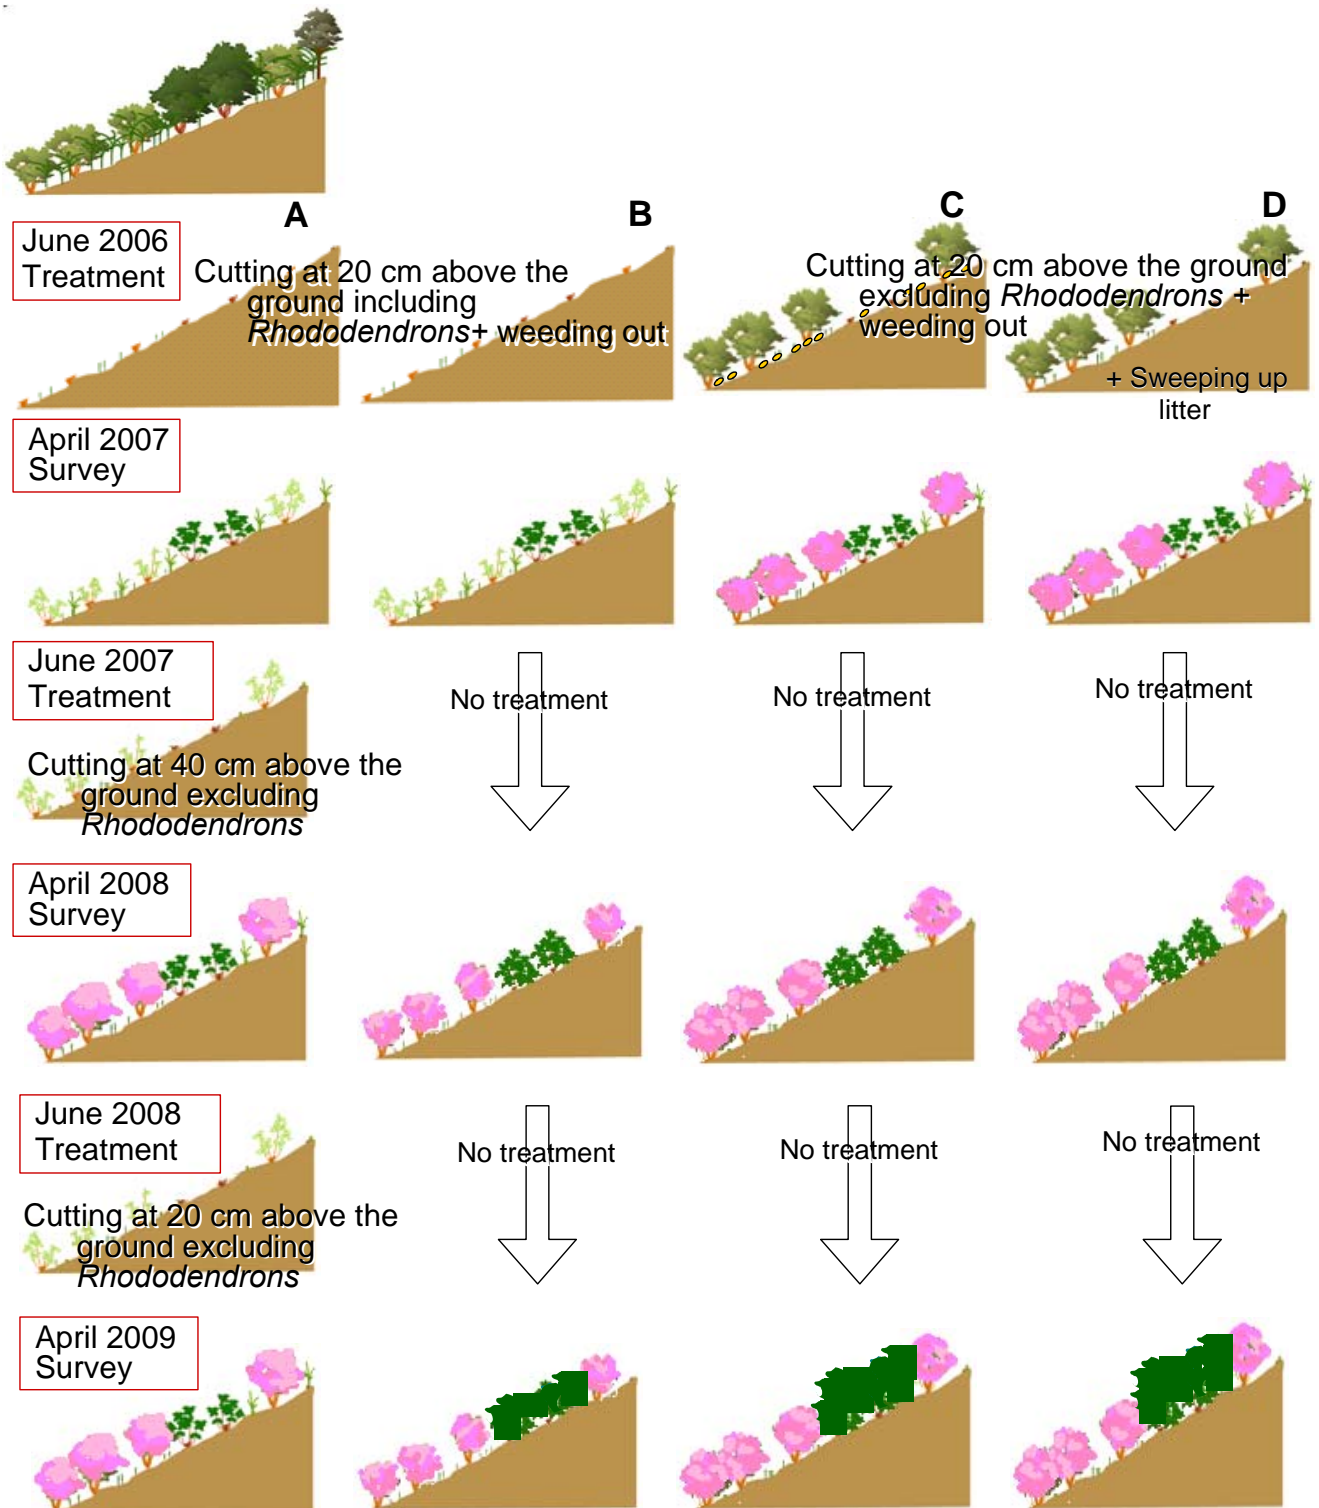 A
B
C
D
June 2006
Treatment
Cutting at 20 cm above the
ground including
Rhododendrons+ weeding out
Cutting at 20 cm above the ground
excluding Rhododendrons +
weeding out
+ Sweeping up
litter
April 2007
Survey
June 2007
Treatment
Cutting at 40 cm above the
ground excluding
Rhododendrons
No treatment
No treatment
No treatment
April 2008
Survey
June 2008
Treatment
Cutting at 20 cm above the
ground excluding
Rhododendrons
No treatment
No treatment
No treatment
April 2009
Survey